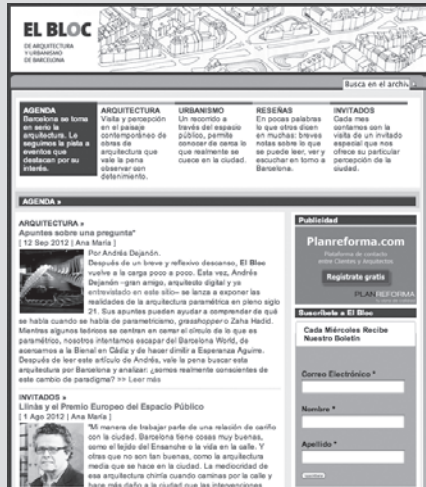 EL BLOC
DE ARQUITECTURA
Y URBANISMO
DE BARCELONA
Busca en el archiv
AGENDA
Barcelona se toma
en serio la
arquitectura. Le
seguimos la pista a
eventos que
destacan por su
interés.
ARQUITECTURA
Visita y percepción
en el paisaje
contemporáneo de
obras de
arquitectura que
vale la pena
observar con
detenimiento.
URBANISMO
Un recorrido a
través del espacio
público, permite
conocer de cerca lo
que realmente se
cuece en la ciudad.
RESEÑAS
En pocas palabras
lo que otros dicen
en muchas: breves
notas sobre lo que
se puede leer, ver y
escuchar en torno a
Barcelona.
INVITADOS
Cada mes
contamos con la
visita de un invitado
especial que nos
ofrece su particular
percepción de la
ciudad.
AGENDA »
ARQUITECTURA »
Apuntes sobre una pregunta"
[ 12 Sep 2012 | Ana María ]
Por Andrés Dejanón.
Después de un breve y reflexivo descanso, El Bloc
vuelve a la carga poco a poco. Esta vez, Andrés
Dejanón –gran amigo, arquitecto digital y ya
entrevistado en este sitio– se lanza a exponer las
realidades de la arquitectura paramétrica en pleno siglo
21. Sus apuntes pueden ayudar a comprender de qué
se habla cuando se habla de parametricismo, grasshopper o Zaha Hadid.
Mientras algunos teóricos se centran en cerrar el círculo de lo que es
paramétrico, nosotros intentamos escapar del Barcelona World, de
acercarnos a la Bienal en Cádiz y de hacer dimitir a Esperanza Aguirre.
Después de leer este artículo de Andrés, vale la pena buscar esta
arquitectura por Barcelona y analizar: ¿somos realmente conscientes de
este cambio de paradigma? >> Leer más
INVITADOS »
Llinàs y el Premio Europeo del Espacio Público
[ 1 Ago 2012 | Ana María ]
"Mi manera de trabajar parte de una relación de cariño
con la ciudad. Barcelona tiene cosas muy buenas,
como el tejido del Ensanche o la vida en la calle. Y
otras que no son tan buenas, como la arquitectura
media que se hace en la ciudad. La mediocridad de
esa arquitectura chirría cuando caminas por la calle y
hace más daño a la ciudad que las intervenciones
Publicidad
Planreforma.com
Plataforma de contacto
entre Clientes y Arquitectos
Regístrate gratis
PLANREFORMA
Suscríbete a El Bloc
Cada Miércoles Recibe
Nuestro Boletín
Correo Electrónico *
Nombre *
Apellido *